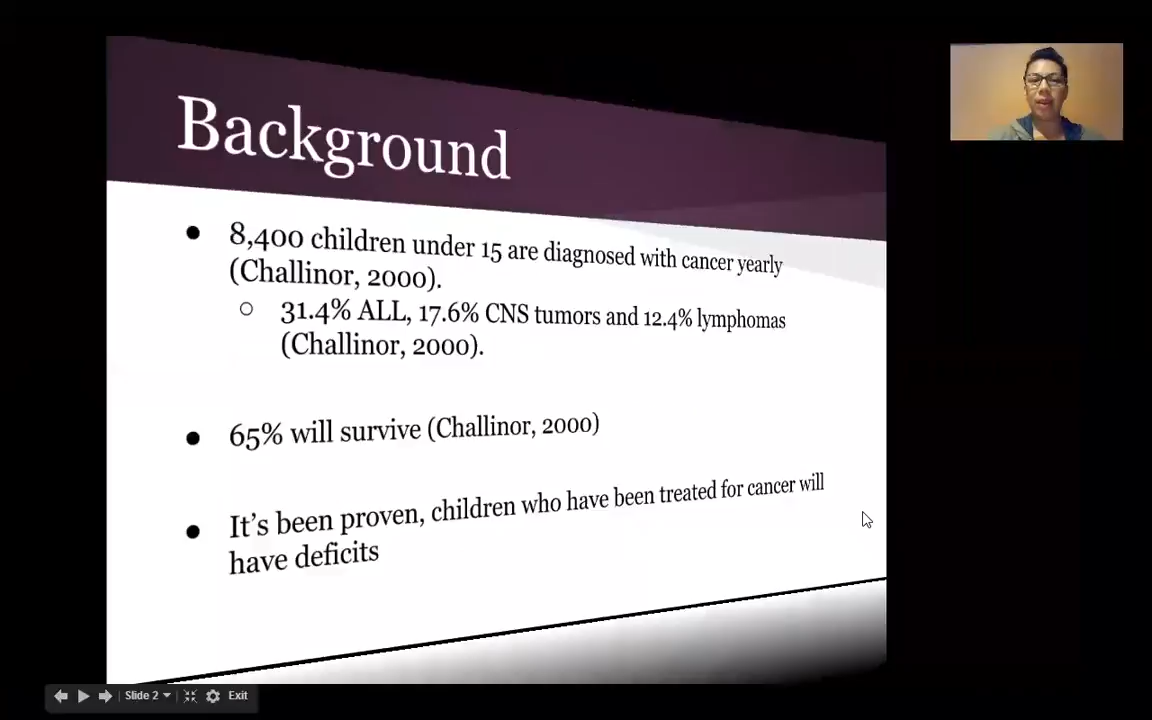 Background
● 8,400 children under 15 are diagnosed with cancer yearly
(Challinor, 2000).
○ 31.4% ALL, 17.6% CNS tumors and 12.4% lymphomas
(Challinor, 2000).
● 65% will survive (Challinor, 2000)
● It's been proven, children who have been treated for cancer will
have deficits
Slide 2 Exit